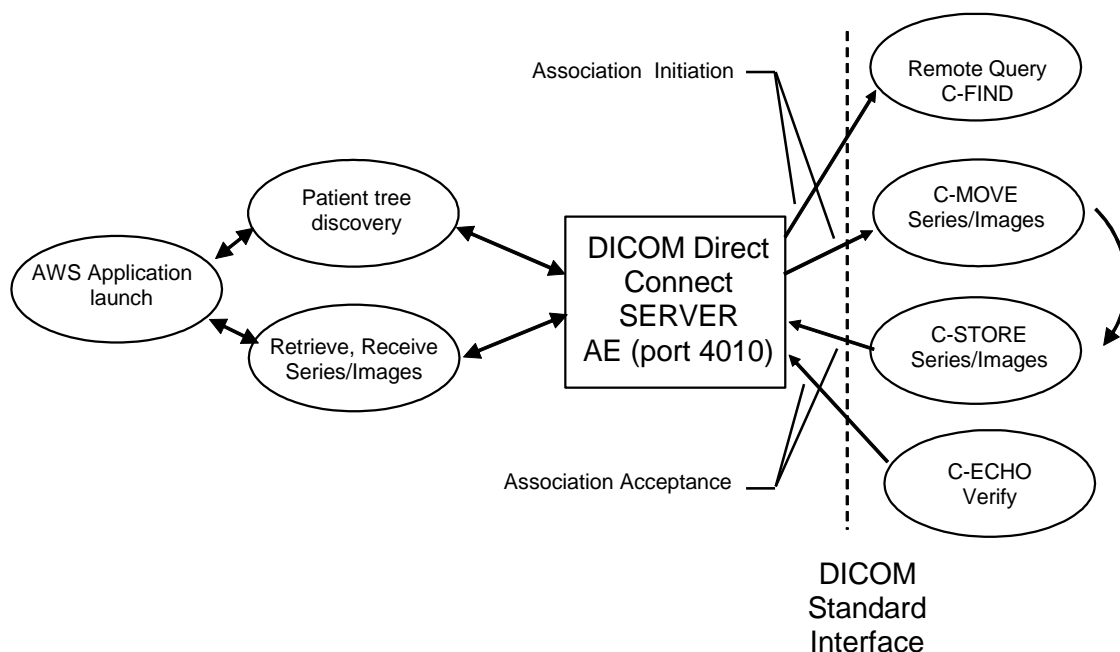 Association Initiation
Remote Query
C-FIND
Patient tree
discovery
C-MOVE
Series/Images
AWS Application
launch
DICOM Direct
Connect
SERVER
AE (port 4010)
Retrieve, Receive
Series/Images
C-STORE
Series/Images
Association Acceptance
C-ECHO
Verify
DICOM
Standard
Interface